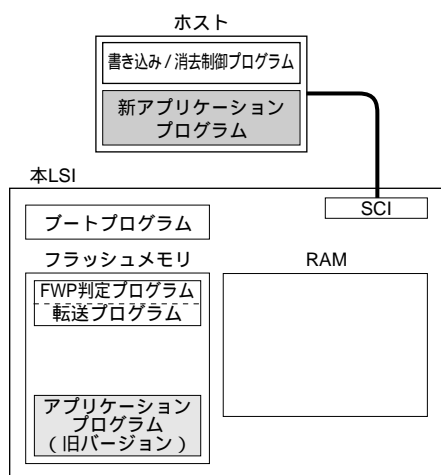 ホスト
書き込み/消去制御プログラム
新アプリケーション
プログラム
本LSI
SCI
ブートプログラム
フラッシュメモリ
RAM
FWP判定プログラム
転送プログラム
アプリケーション
プログラム
(旧バージョン)